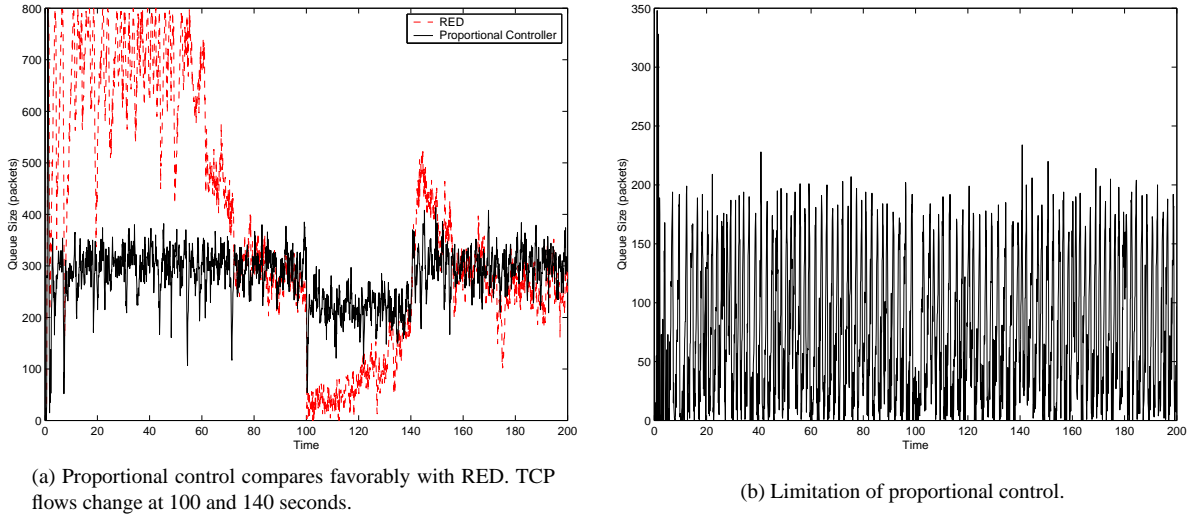 800
700
600
500
400
300
200
100
0
Queue Size (packets)
RED
Proportional Controller
0 20 40 60 80 100 120 140 160 180 200
Time
(a) Proportional control compares favorably with RED. TCP
flows change at 100 and 140 seconds.
350
300
250
200
150
100
50
0
Queue Size (packets)
0 20 40 60 80 100 120 140 160 180 200
Time
(b) Limitation of proportional control.